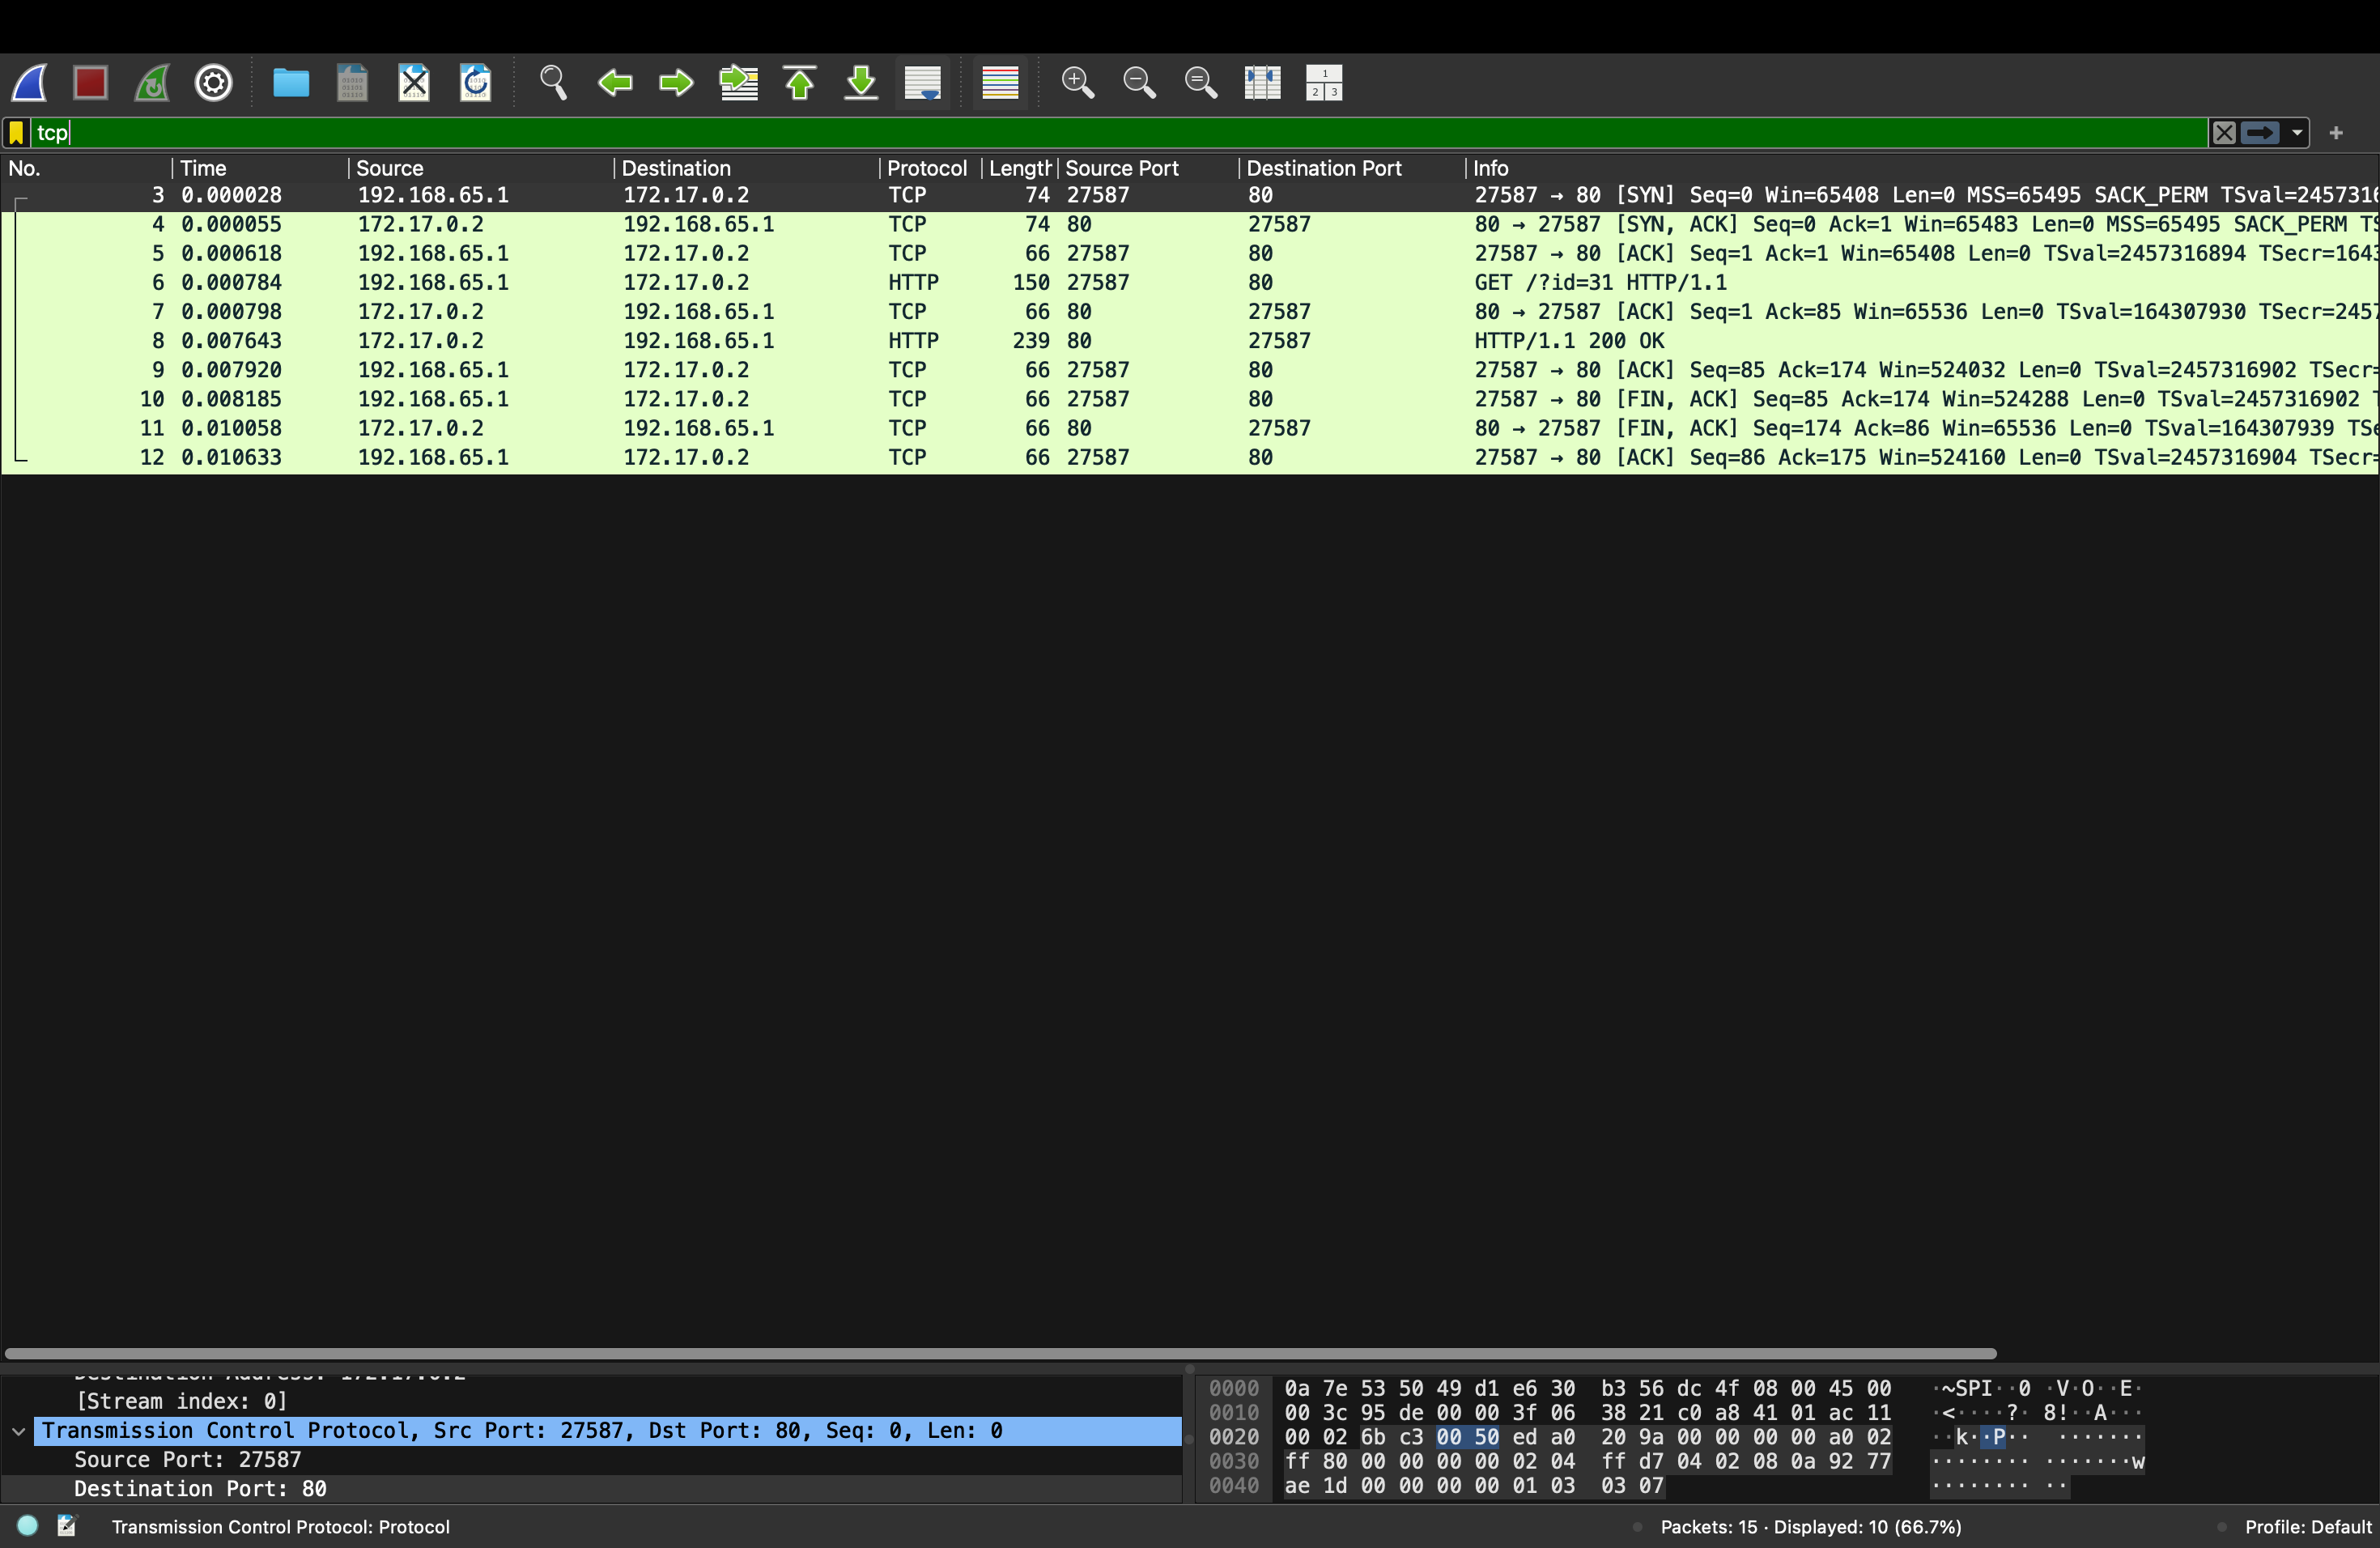 tcp
No. Time Source Destination Protocol Length Source Port Destination Port Info
3 0.000028 192.168.65.1 172.17.0.2 TCP 74 27587 80 27587 → 80 [SYN] Seq=0 Win=65408 Len=0 MSS=65495 SACK_PERM TSval=2457316
4 0.000055 172.17.0.2 192.168.65.1 TCP 74 80 27587 80 → 27587 [SYN, ACK] Seq=0 Ack=1 Win=65483 Len=0 MSS=65495 SACK_PERM TS
5 0.000618 192.168.65.1 172.17.0.2 TCP 66 27587 80 27587 → 80 [ACK] Seq=1 Ack=1 Win=65408 Len=0 TSval=2457316894 TSecr=1643
6 0.000784 192.168.65.1 172.17.0.2 HTTP 150 27587 80 GET /?id=31 HTTP/1.1
7 0.000798 172.17.0.2 192.168.65.1 TCP 66 80 27587 80 → 27587 [ACK] Seq=1 Ack=85 Win=65536 Len=0 TSval=164307930 TSecr=2457
8 0.007643 172.17.0.2 192.168.65.1 HTTP 239 80 27587 HTTP/1.1 200 OK
9 0.007920 192.168.65.1 172.17.0.2 TCP 66 27587 80 27587 → 80 [ACK] Seq=85 Ack=174 Win=524032 Len=0 TSval=2457316902 TSecr=
10 0.008185 192.168.65.1 172.17.0.2 TCP 66 27587 80 27587 → 80 [FIN, ACK] Seq=85 Ack=174 Win=524288 Len=0 TSval=2457316902 T
11 0.010058 172.17.0.2 192.168.65.1 TCP 66 80 27587 80 → 27587 [FIN, ACK] Seq=174 Ack=86 Win=65536 Len=0 TSval=164307939 TSe
12 0.010633 192.168.65.1 172.17.0.2 TCP 66 27587 80 27587 → 80 [ACK] Seq=86 Ack=175 Win=524160 Len=0 TSval=2457316904 TSecr=
Destination Address: 172.17.0.2
[Stream index: 0]
Transmission Control Protocol, Src Port: 27587, Dst Port: 80, Seq: 0, Len: 0
Source Port: 27587
Destination Port: 80
0000 0a 7e 53 50 49 d1 e6 30 b3 56 dc 4f 08 00 45 00 ·~SPI··0 ·V·O··E·
0010 00 3c 95 de 00 00 3f 06 38 21 c0 a8 41 01 ac 11 ·<····?· 8!··A···
0020 00 02 6b c3 00 50 ed a0 20 9a 00 00 00 00 a0 02 ··k··P·· ·······
0030 ff 80 00 00 00 00 02 04 ff d7 04 02 08 0a 92 77 ········ ·······w
0040 ae 1d 00 00 00 00 01 03 03 07 ········ ··
Transmission Control Protocol: Protocol
Packets: 15 · Displayed: 10 (66.7%)
Profile: Default